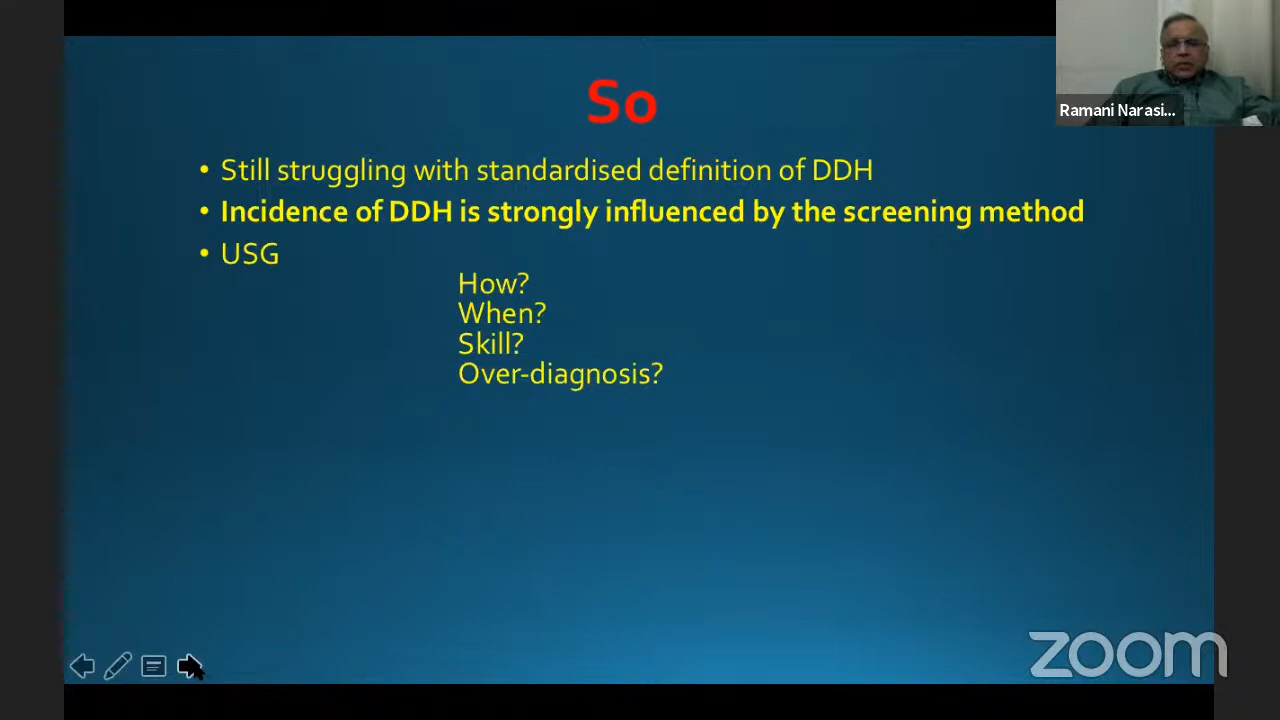 So
• Still struggling with standardised definition of DDH
• Incidence of DDH is strongly influenced by the screening method
• USG
How?
When?
Skill?
Over-diagnosis?
Ramani Narasi...
zoom